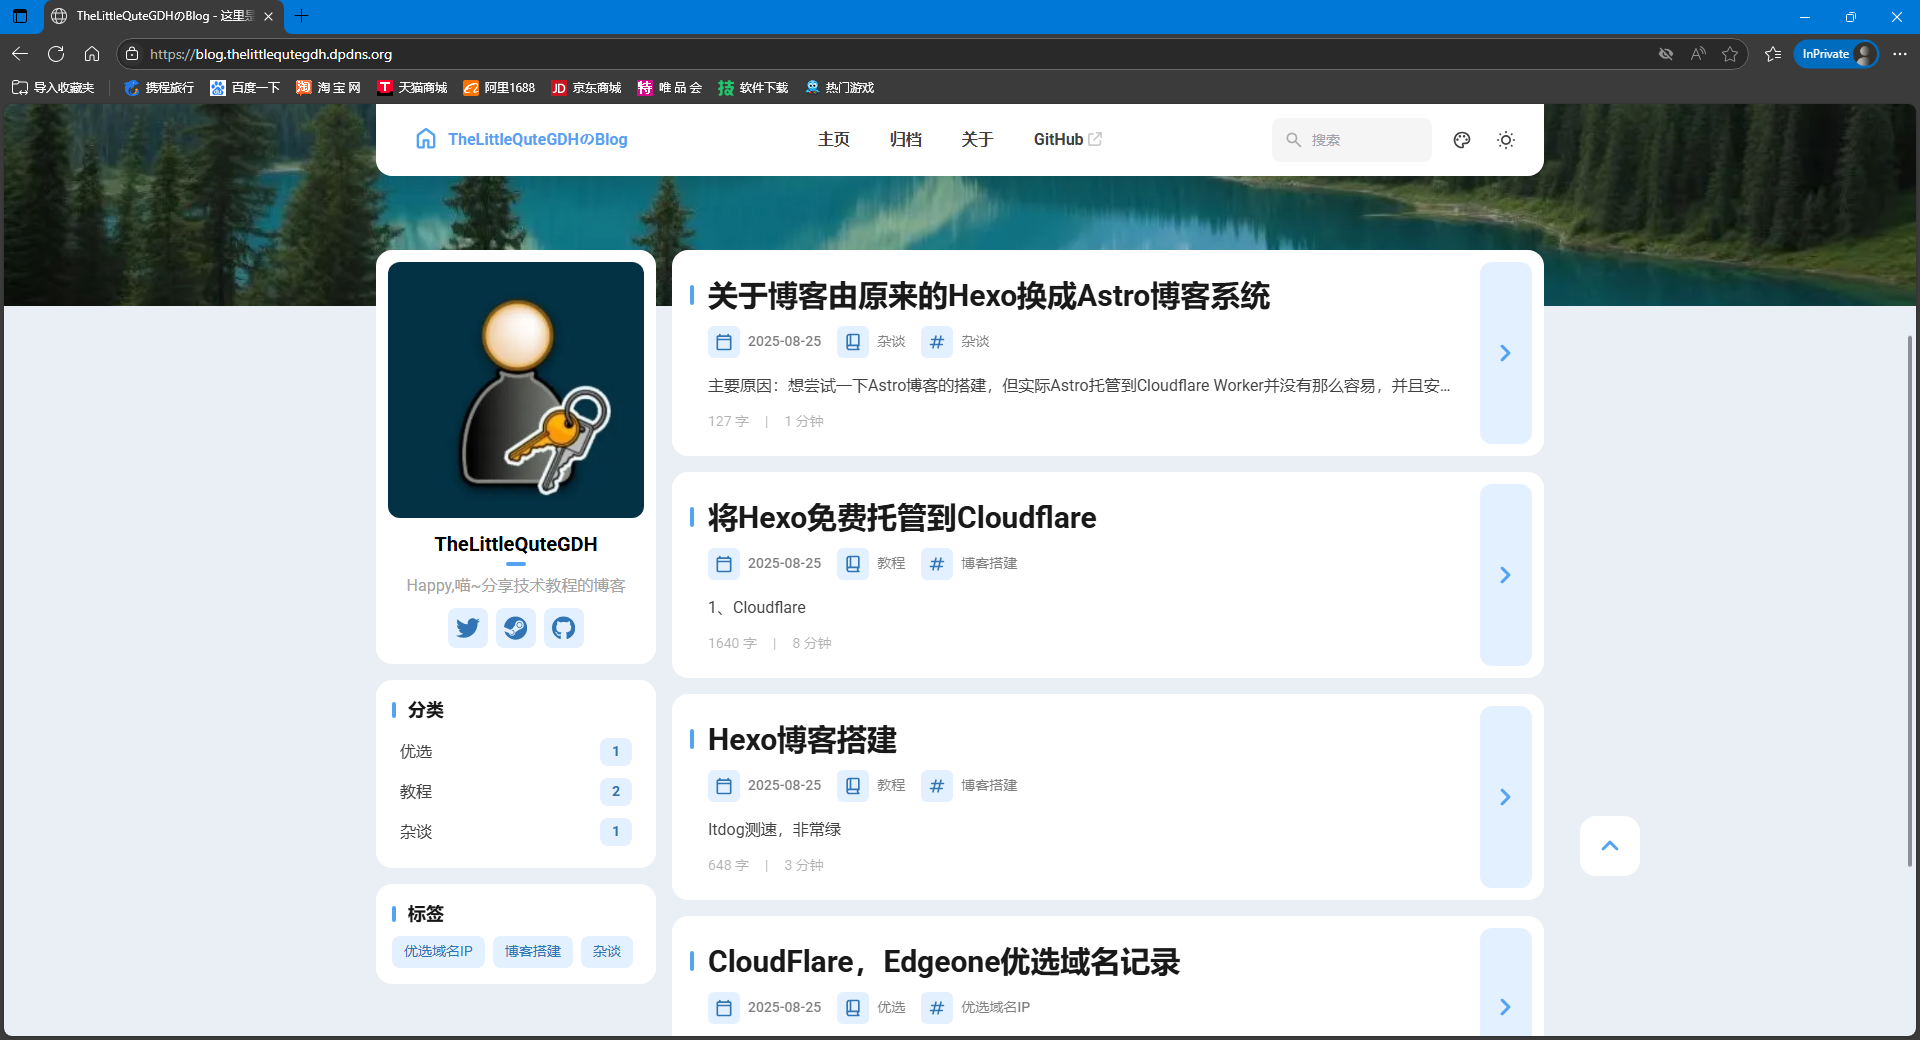 TheLittleQuteGDHのBlog - 这里是
https://blog.thelittlequtegdh.dpdns.org
InPrivate
导入收藏夹 携程旅行 百度一下 淘 宝 网 天猫商城 阿里1688 京东商城 唯 品 会 软件下载 热门游戏
TheLittleQuteGDHのBlog
主页 归档 关于 GitHub
搜索
TheLittleQuteGDH
Happy,喵~分享技术教程的博客
分类
优选 1
教程 2
杂谈 1
标签
优选域名IP 博客搭建 杂谈
关于博客由原来的Hexo换成Astro博客系统
2025-08-25 杂谈 # 杂谈
主要原因：想尝试一下Astro博客的搭建，但实际Astro托管到Cloudflare Worker并没有那么容易，并且安...
127 字 | 1 分钟
将Hexo免费托管到Cloudflare
2025-08-25 教程 # 博客搭建
1、Cloudflare
1640 字 | 8 分钟
Hexo博客搭建
2025-08-25 教程 # 博客搭建
Itdog测速，非常绿
648 字 | 3 分钟
CloudFlare，Edgeone优选域名记录
2025-08-25 优选 # 优选域名IP